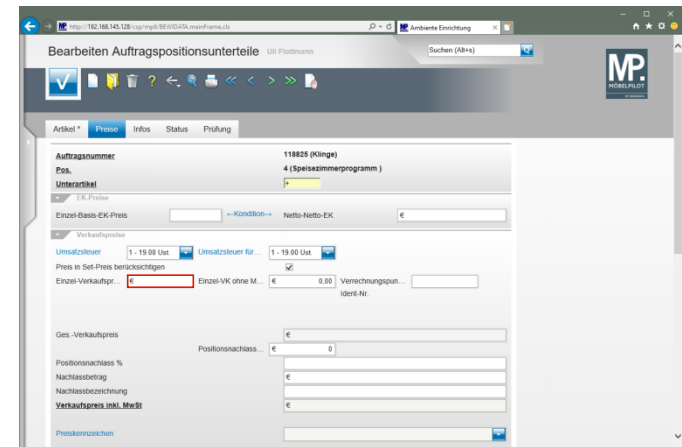 http://192.168.145.128/csp/mpli/BEWIDATA.mainFrame.cls
Ambiente Einrichtung
Bearbeiten Auftragspositionsunterteile Uli Flottmann
Suchen (Alt+s)
MP.
MÖBELPILOT
Artikel * Preise Infos Status Prüfung
Auftragsnummer 118825 (Klinge)
Pos. 4 (Speisezimmerprogramm )
Unterartikel +
EK-Preise
Einzel-Basis-EK-Preis ←Kondition→ Netto-Netto-EK €
Verkaufspreise
Umsatzsteuer 1 - 19.00 Ust. Umsatzsteuer für... 1 - 19.00 Ust.
Preis in Set-Preis berücksichtigen
Einzel-Verkaufspr... € Einzel-VK ohne M... € 0,00 Verrechnungspun...
Ident-Nr.
Ges.-Verkaufspreis €
Positionsnachlass... € 0
Positionsnachlass %
Nachlassbetrag €
Nachlassbezeichnung
Verkaufspreis inkl. MwSt €
Preiskennzeichen